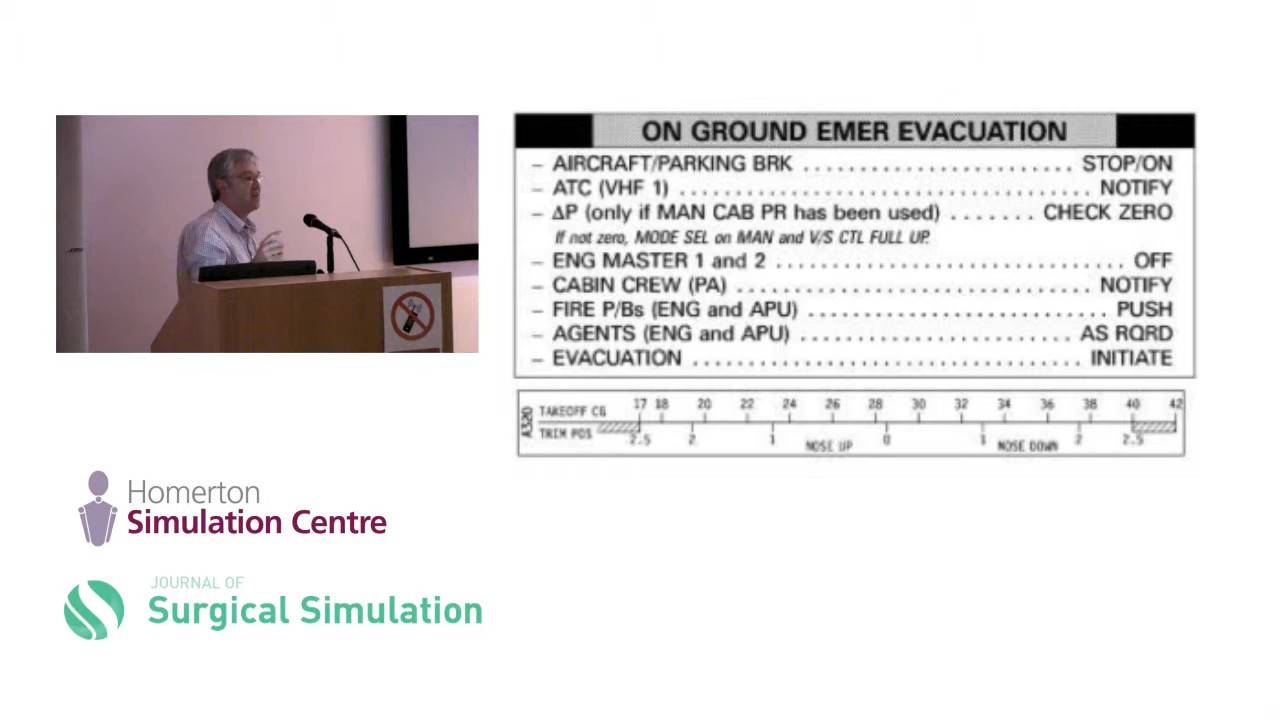 ON GROUND EMER EVACUATION
– AIRCRAFT/PARKING BRK . . . . . . . . . . . . . . . . . . . . . . . . . STOP/ON
– ATC (VHF 1) . . . . . . . . . . . . . . . . . . . . . . . . . . . . . . . . . . . . . NOTIFY
– ΔP (only if MAN CAB PR has been used) . . . . . . . CHECK ZERO
If not zero, MODE SEL on MAN and V/S CTL FULL UP.
– ENG MASTER 1 and 2 . . . . . . . . . . . . . . . . . . . . . . . . . . . . . . . . OFF
– CABIN CREW (PA) . . . . . . . . . . . . . . . . . . . . . . . . . . . . . . . . NOTIFY
– FIRE P/Bs (ENG and APU) . . . . . . . . . . . . . . . . . . . . . . . . . . . PUSH
– AGENTS (ENG and APU) . . . . . . . . . . . . . . . . . . . . . . . . . AS RQRD
– EVACUATION . . . . . . . . . . . . . . . . . . . . . . . . . . . . . . . . . . . INITIATE
A320
TAKEOFF CG 17 18 20 22 24 26 28 30 32 34 36 38 40 42
TRIM POS 2.5 2 1 NOSE UP 0 1 NOSE DOWN 2 2.5
Homerton
Simulation Centre
JOURNAL OF
Surgical Simulation